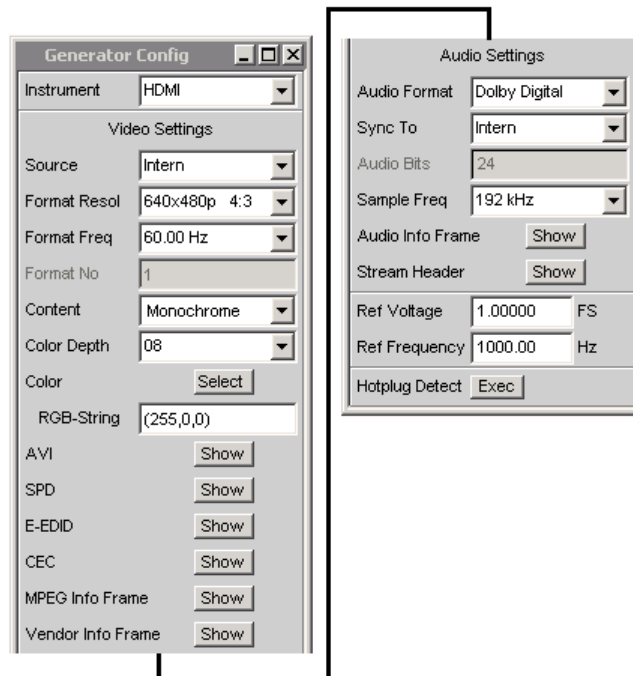 Generator Config
Instrument HDMI
Video Settings
Source Intern
Format Resol 640x480p 4:3
Format Freq 60.00 Hz
Format No 1
Content Monochrome
Color Depth 08
Color Select
RGB-String (255,0,0)
AVI Show
SPD Show
E-EDID Show
CEC Show
MPEG Info Frame Show
Vendor Info Frame Show
Audio Settings
Audio Format Dolby Digital
Sync To Intern
Audio Bits 24
Sample Freq 192 kHz
Audio Info Frame Show
Stream Header Show
Ref Voltage 1.00000 FS
Ref Frequency 1000.00 Hz
Hotplug Detect Exec